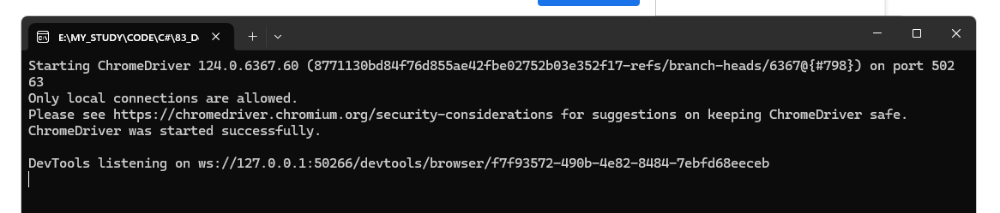 E:\MY_STUDY\CODE\C#\83_D
Starting ChromeDriver 124.0.6367.60 (8771130bd84f76d855ae42fbe02752b03e352f17-refs/branch-heads/6367@{#798}) on port 502
63
Only local connections are allowed.
Please see https://chromedriver.chromium.org/security-considerations for suggestions on keeping ChromeDriver safe.
ChromeDriver was started successfully.
DevTools listening on ws://127.0.0.1:50266/devtools/browser/f7f93572-490b-4e82-8484-7ebfd68eeceb